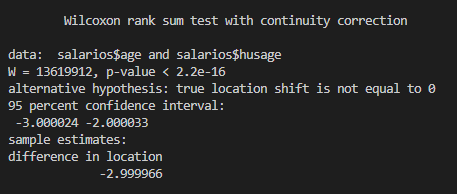 Wilcoxon rank sum test with continuity correction
data:  salarios$age and salarios$husage
W = 13619912, p-value < 2.2e-16
alternative hypothesis: true location shift is not equal to 0
95 percent confidence interval:
-3.000024 -2.000033
sample estimates:
difference in location
-2.999966